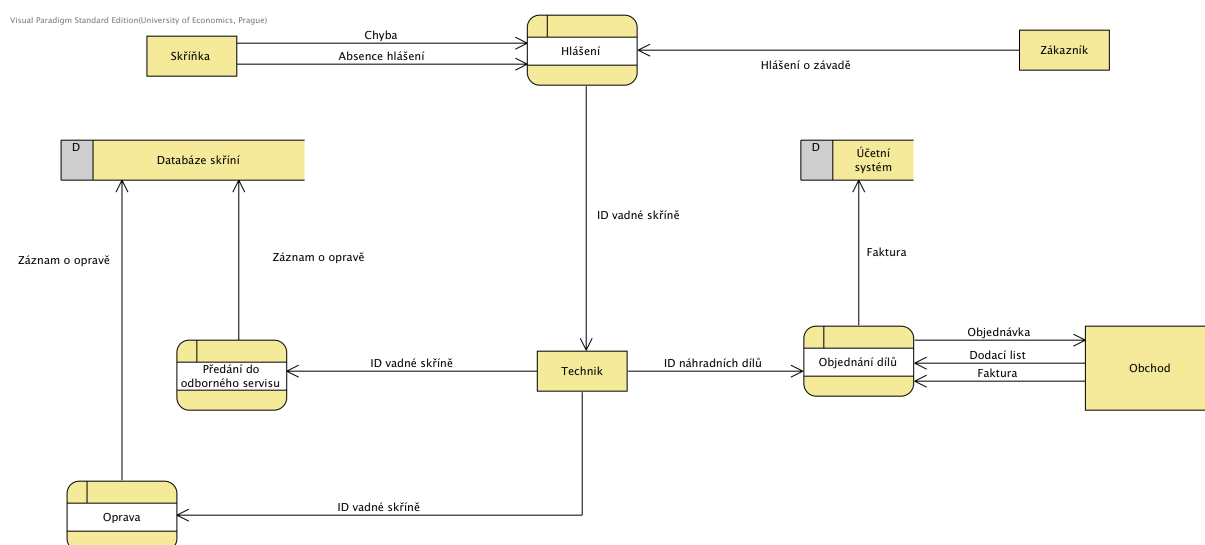 Visual Paradigm Standard Edition(University of Economics, Prague)
Skříňka
Chyba
Absence hlášení
Hlášení
Hlášení o závadě
Zákazník
D
Databáze skříní
D
Účetní
systém
ID vadné skříně
Záznam o opravě
Záznam o opravě
Faktura
Předání do
odborného servisu
ID vadné skříně
Technik
ID náhradních dílů
Objednání dílů
Objednávka
Dodací list
Faktura
Obchod
Oprava
ID vadné skříně